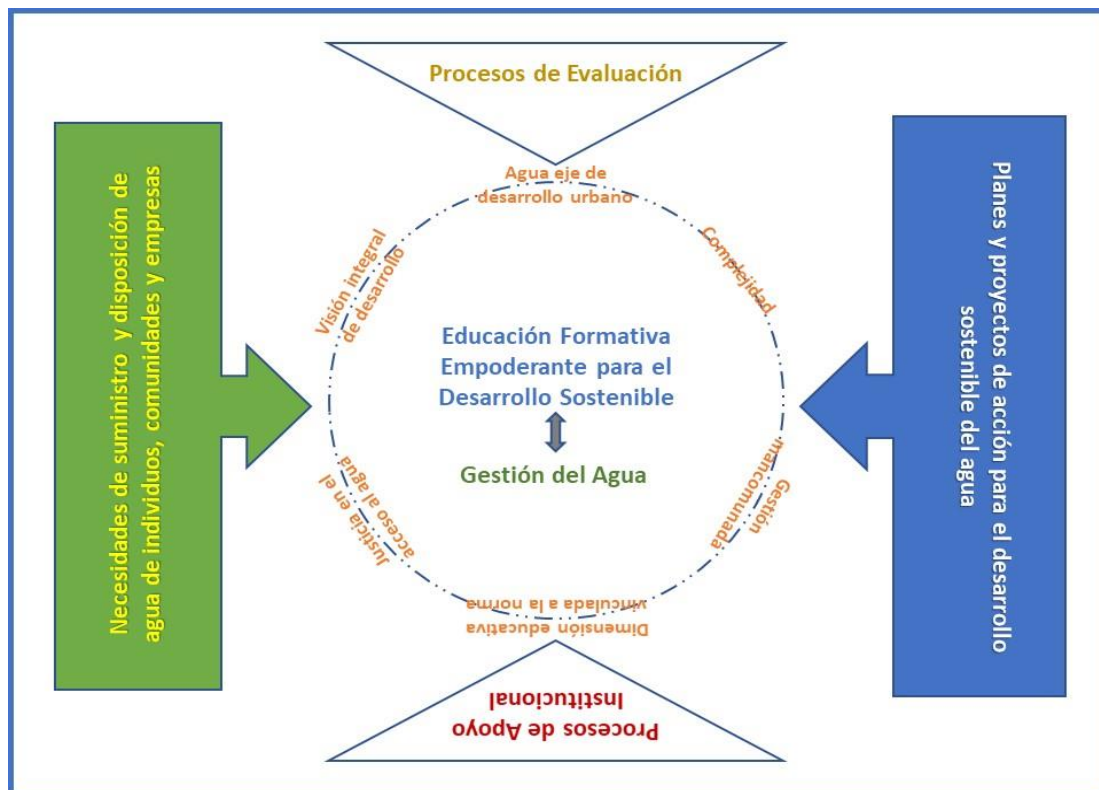 Procesos de Evaluación
Necesidades de suministro y disposición de
agua de individuos, comunidades y empresas
Planes y proyectos de acción para el desarrollo
sostenible del agua
Agua eje de
desarrollo urbano
Visión integral
de desarrollo
Complejidad
Educación Formativa
Empoderante para el
Desarrollo Sostenible
Gestión del Agua
Justicia en el
acceso al agua
Gestión
mancomunada
Dimensión educativa
vinculada a la norma
Procesos de Apoyo
Institucional